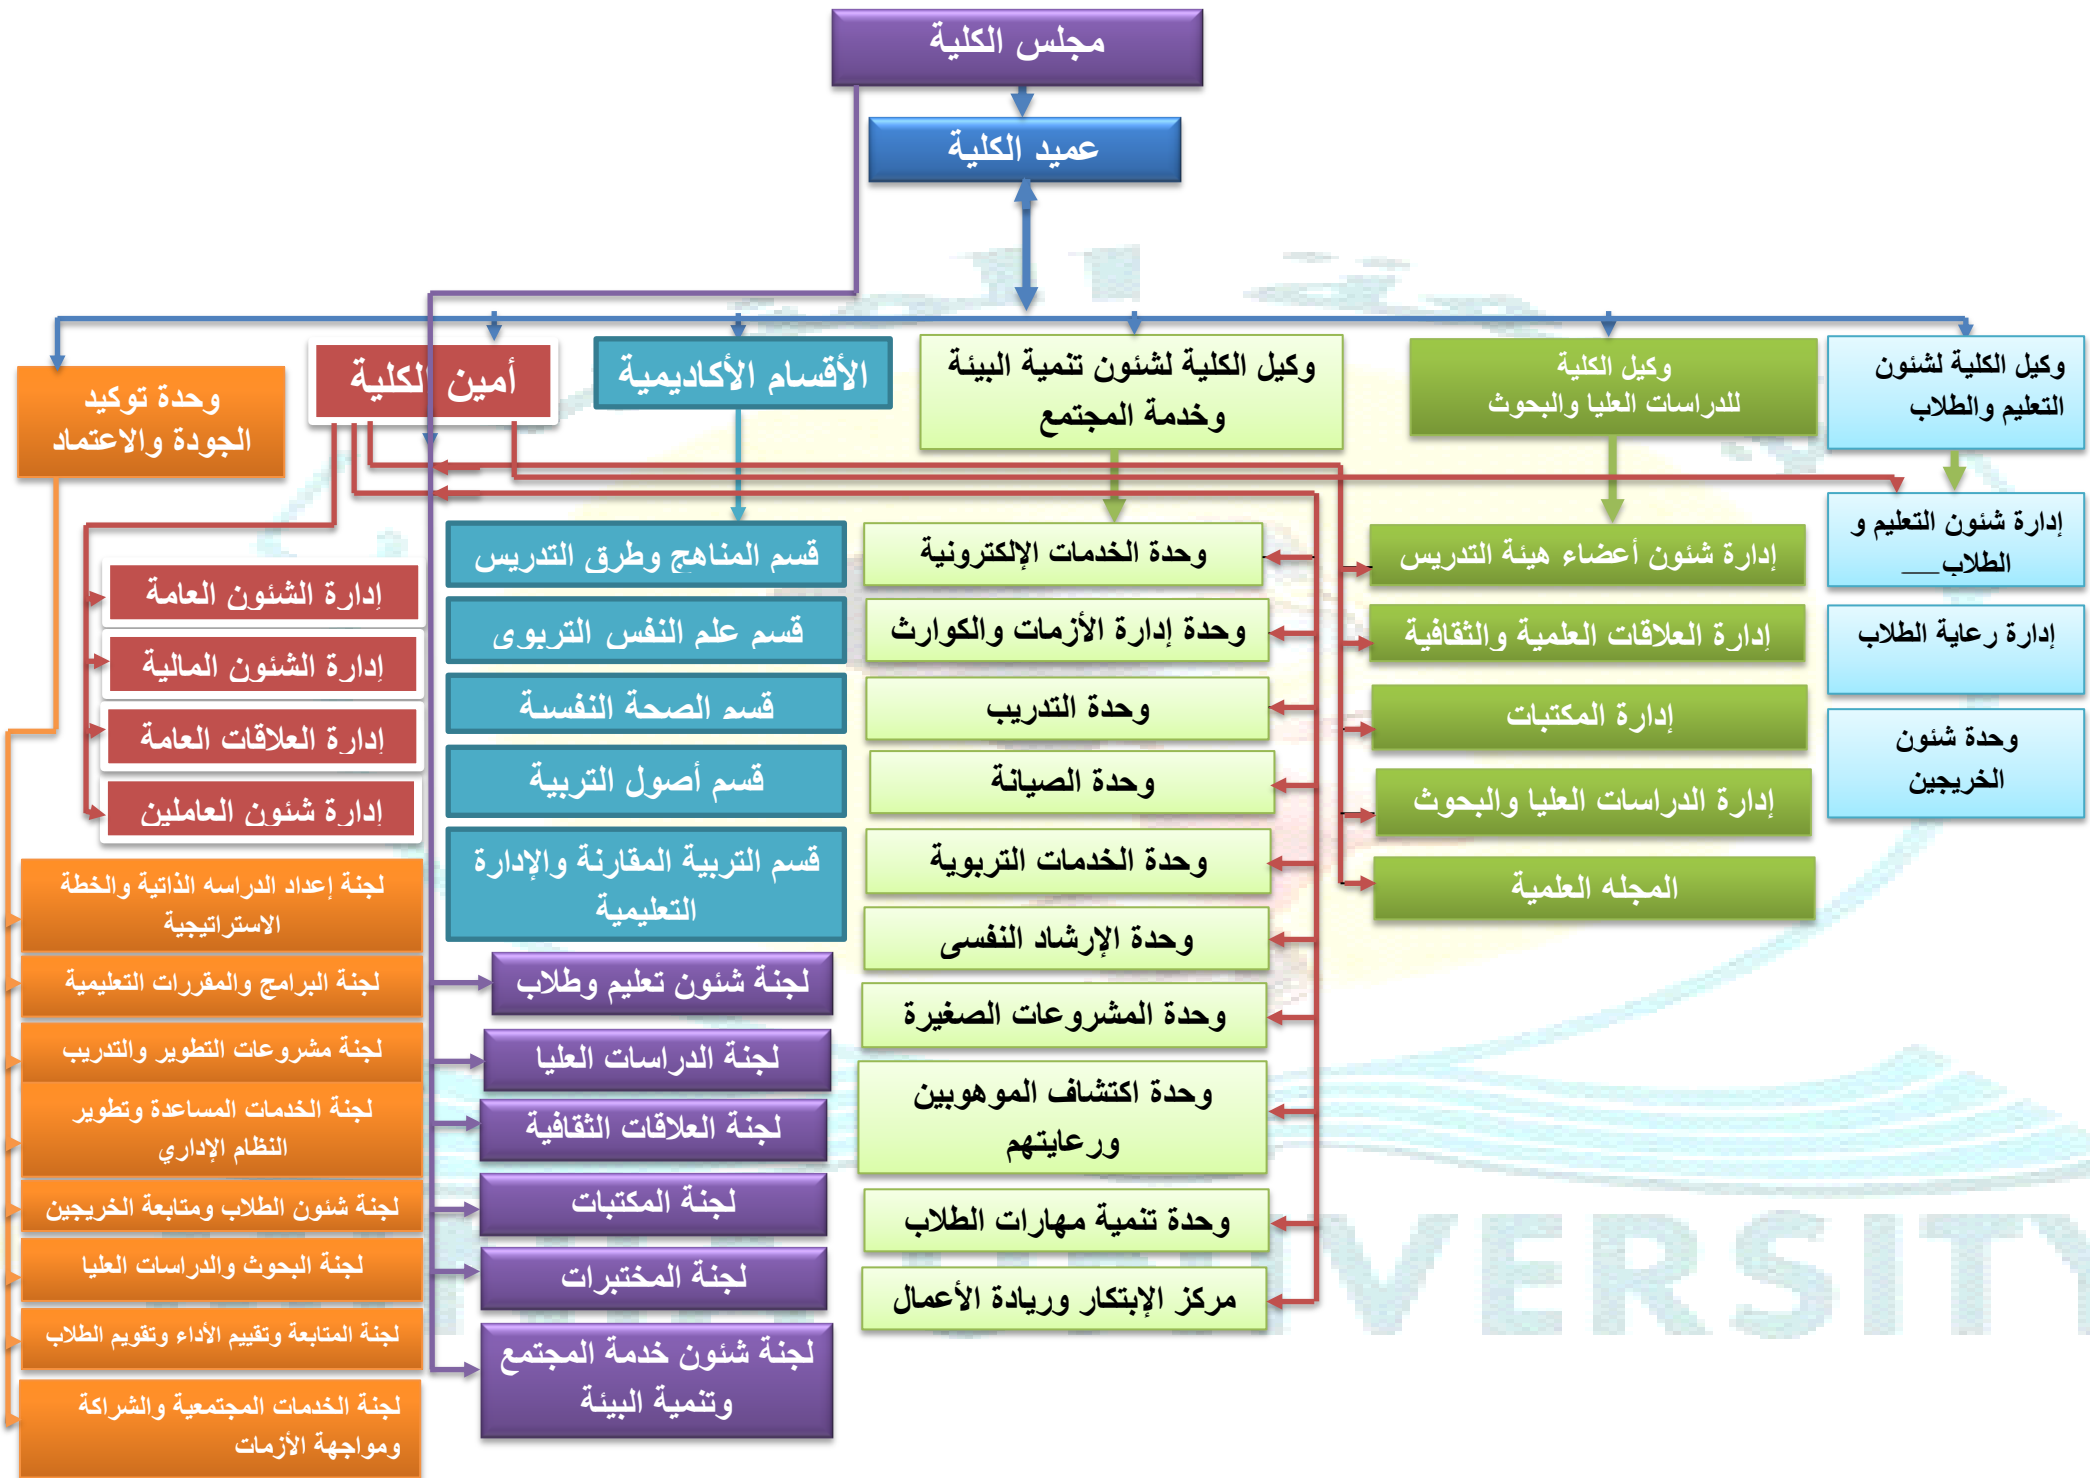 مجلس الكلية
عميد الكلية
وكيل الكلية لشئون
التعليم والطلاب
وكيل الكلية
للدراسات العليا والبحوث
وكيل الكلية لشئون تنمية البيئة
وخدمة المجتمع
الأقسام الأكاديمية
أمين الكلية
وحدة توكيد
الجودة والاعتماد
إدارة شئون التعليم و
الطلاب
إدارة رعاية الطلاب
وحدة شئون
الخريجين
إدارة شئون أعضاء هيئة التدريس
إدارة العلاقات العلمية والثقافية
إدارة المكتبات
إدارة الدراسات العليا والبحوث
المجله العلمية
وحدة الخدمات الإلكترونية
وحدة إدارة الأزمات والكوارث
وحدة التدريب
وحدة الصيانة
وحدة الخدمات التربوية
وحدة الإرشاد النفسى
وحدة المشروعات الصغيرة
وحدة اكتشاف الموهوبين
ورعايتهم
وحدة تنمية مهارات الطلاب
مركز الإبتكار وريادة الأعمال
قسم المناهج وطرق التدريس
قسم علم النفس التربوى
قسم الصحة النفسية
قسم أصول التربية
قسم التربية المقارنة والإدارة
التعليمية
لجنة شئون تعليم وطلاب
لجنة الدراسات العليا
لجنة العلاقات الثقافية
لجنة المكتبات
لجنة المختبرات
لجنة شئون خدمة المجتمع
وتنمية البيئة
إدارة الشئون العامة
إدارة الشئون المالية
إدارة العلاقات العامة
إدارة شئون العاملين
لجنة إعداد الدراسه الذاتية والخطة
الاستراتيجية
لجنة البرامج والمقررات التعليمية
لجنة مشروعات التطوير والتدريب
لجنة الخدمات المساعدة وتطوير
النظام الإداري
لجنة شئون الطلاب ومتابعة الخريجين
لجنة البحوث والدراسات العليا
لجنة المتابعة وتقييم الأداء وتقويم الطلاب
لجنة الخدمات المجتمعية والشراكة
ومواجهة الأزمات